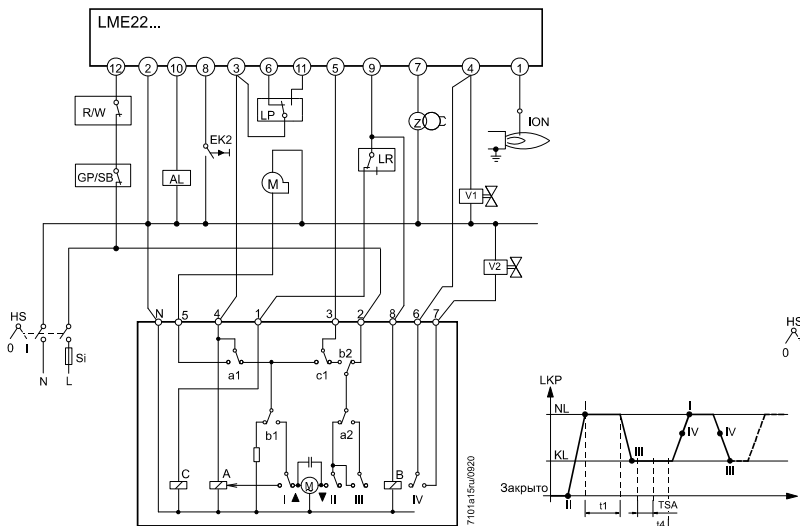 LME22...
12 2 10 8 3 6 11 5 9 7 4 1
R/W
LP
Z
C
ION
EK2
GP/SB
AL
M
LR
V1
V2
HS
0 I
Si
N L
N 5 4 1 3 2 8 6 7
a1
c1
b2
b1
a2
C
A
I
M
II
III
B
IV
7101a15ru/0920
HS
0
LKP
NL
KL
Закрыто
I
IV
IV
III
III
II
t1
TSA
t4